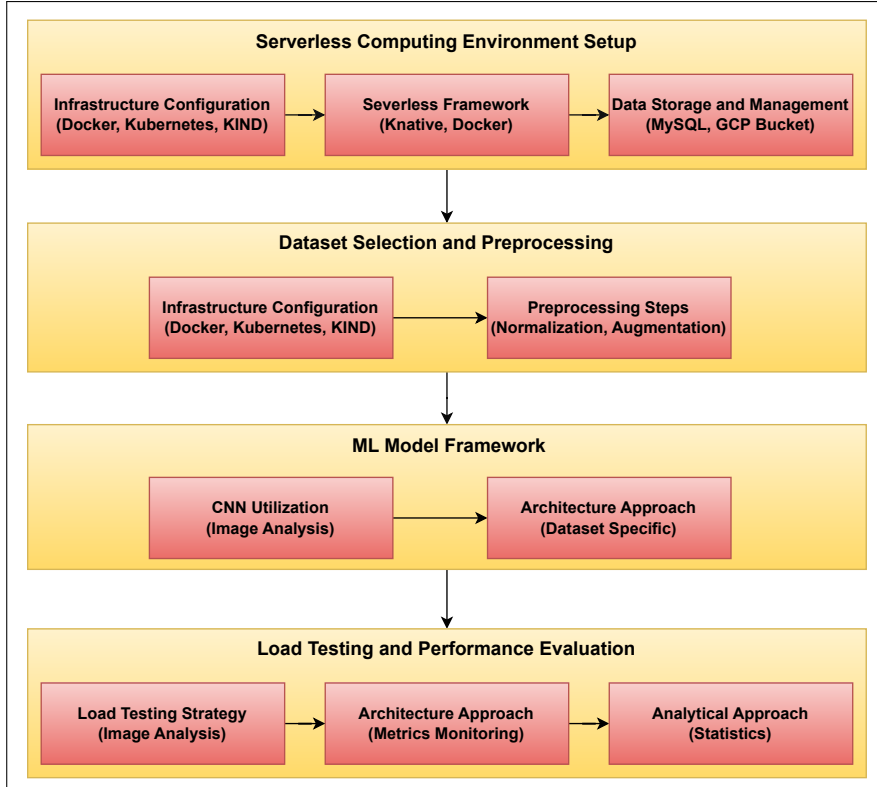 Serverless Computing Environment Setup
Infrastructure Configuration
(Docker, Kubernetes, KIND)
Severless Framework
(Knative, Docker)
Data Storage and Management
(MySQL, GCP Bucket)
Dataset Selection and Preprocessing
Infrastructure Configuration
(Docker, Kubernetes, KIND)
Preprocessing Steps
(Normalization, Augmentation)
ML Model Framework
CNN Utilization
(Image Analysis)
Architecture Approach
(Dataset Specific)
Load Testing and Performance Evaluation
Load Testing Strategy
(Image Analysis)
Architecture Approach
(Metrics Monitoring)
Analytical Approach
(Statistics)